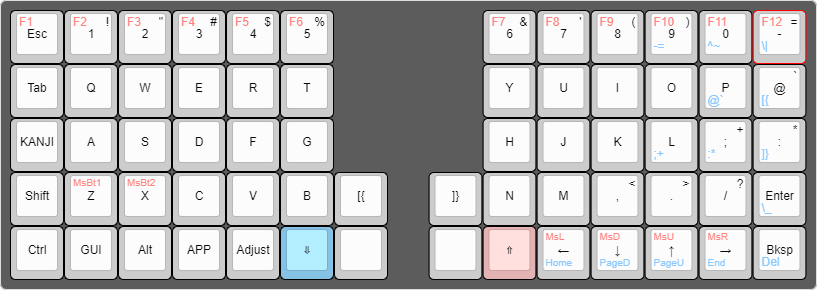 F1 Esc
F2 ! 1
F3 " 2
F4 # 3
F5 $ 4
F6 % 5
F7 & 6
F8 ' 7
F9 ( 8
F10 ) 9 -=
F11 0 ^~
F12 = - \|
Tab
Q
W
E
R
T
Y
U
I
O
P @`
` @ [{
KANJI
A
S
D
F
G
H
J
K
L ;+
+ ; :*
* : ]}
Shift
MsBt1 Z
MsBt2 X
C
V
B
[{
]}
N
M
< ,
> .
? /
Enter \_
Ctrl
GUI
Alt
APP
Adjust
⇓
⇑
MsL ← Home
MsD ↓ PageD
MsU ↑ PageU
MsR → End
Bksp Del